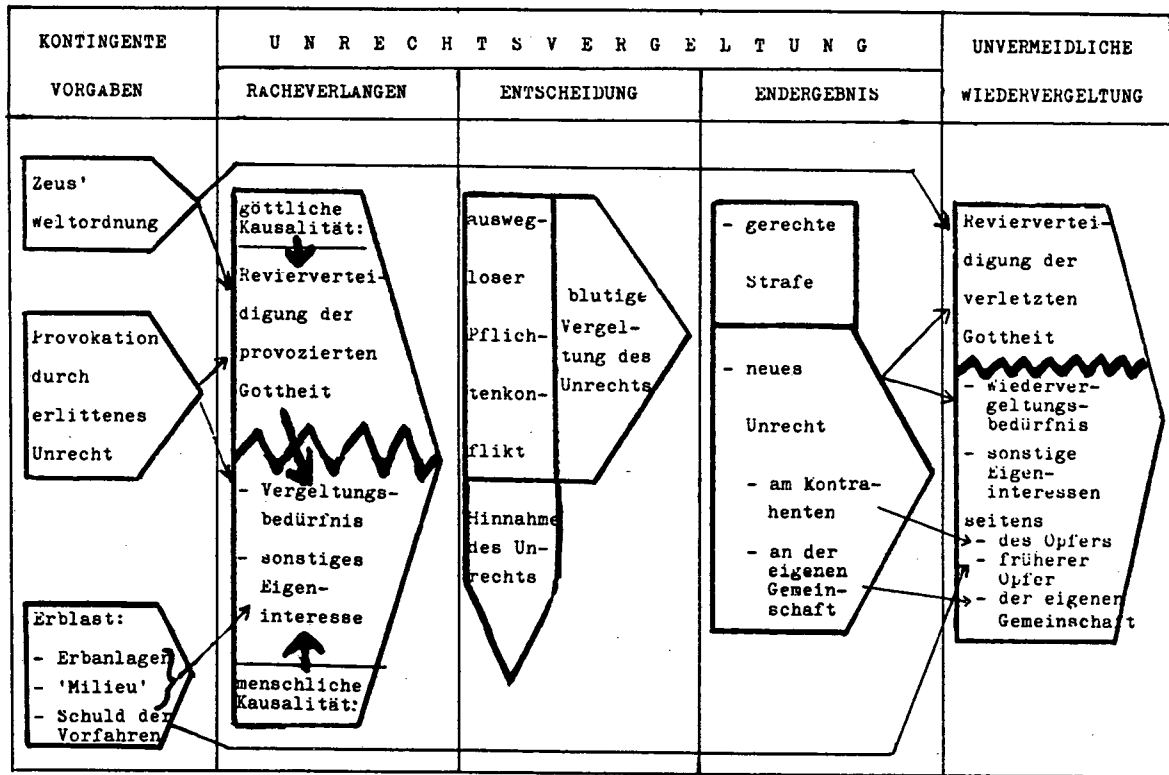 KONTINGENTE
VORGABEN
U N R E C H T S V E R G E L T U N G
RACHEVERLANGEN
ENTSCHEIDUNG
ENDERGEBNIS
UNVERMEIDLICHE
WIEDERVERGELTUNG
Zeus'
Weltordnung
Provokation
durch
erlittenes
Unrecht
Erblast:
- Erbanlagen
- 'Milieu'
- Schuld der
Vorfahren
göttliche
Kausalität:
Reviervertei-
digung der
provozierten
Gottheit
- Vergeltungs-
bedürfnis
- sonstiges
Eigen-
interesse
menschliche
Kausalität:
ausweg-
loser
Pflich-
tenkon-
flikt
blutige
Vergel-
tung des
Unrechts
Hinnahme
des Un-
rechts
- gerechte
Strafe
- neues
Unrecht
- am Kontra-
henten
- an der
eigenen
Gemein-
schaft
Reviervertei-
digung der
verletzten
Gottheit
- Wiederver-
geltungs-
bedürfnis
- sonstige
Eigen-
interessen
seitens
- des Opfers
- früherer
Opfer
- der eigenen
Gemeinschaft